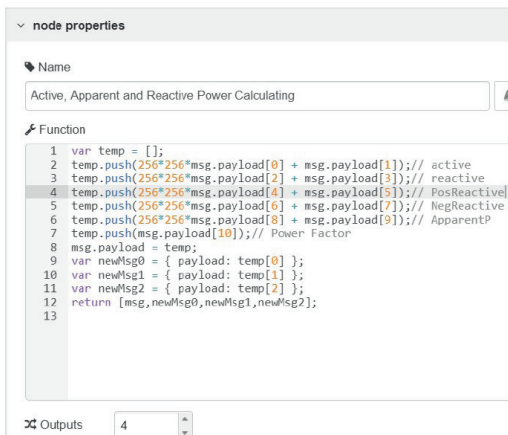 node properties
Name
Active, Apparent and Reactive Power Calculating
Function
1 var temp = [];
2 temp.push(256*256*msg.payload[0] + msg.payload[1]);// active
3 temp.push(256*256*msg.payload[2] + msg.payload[3]);// reactive
4 temp.push(256*256*msg.payload[4] + msg.payload[5]);// PosReactive
5 temp.push(256*256*msg.payload[6] + msg.payload[7]);// NegReactive
6 temp.push(256*256*msg.payload[8] + msg.payload[9]);// ApparentP
7 temp.push(msg.payload[10]);// Power Factor
8 msg.payload = temp;
9 var newMsg0 = { payload: temp[0] };
10 var newMsg1 = { payload: temp[1] };
11 var newMsg2 = { payload: temp[2] };
12 return [msg,newMsg0,newMsg1,newMsg2];
13
Outputs 4